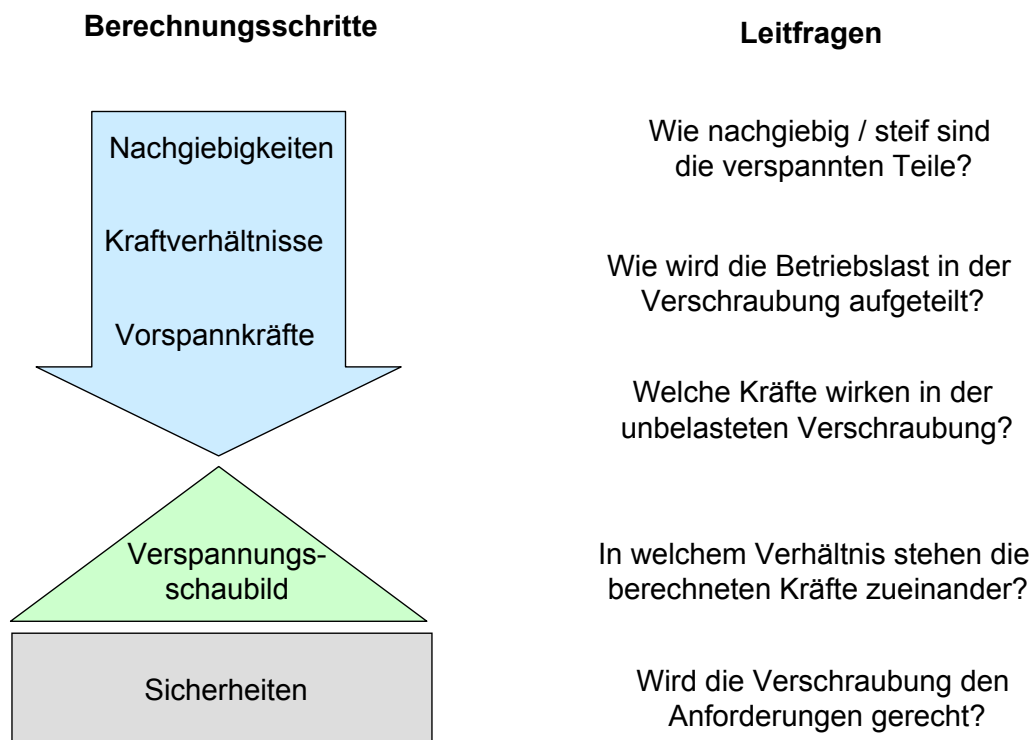 Berechnungsschritte
Leitfragen
Nachgiebigkeiten
Wie nachgiebig / steif sind
die verspannten Teile?
Kraftverhältnisse
Wie wird die Betriebslast in der
Verschraubung aufgeteilt?
Vorspannkräfte
Welche Kräfte wirken in der
unbelasteten Verschraubung?
Verspannungs-
schaubild
In welchem Verhältnis stehen die
berechneten Kräfte zueinander?
Sicherheiten
Wird die Verschraubung den
Anforderungen gerecht?